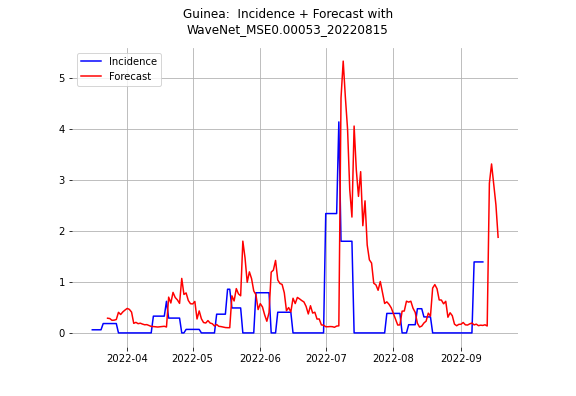 Guinea:  Incidence + Forecast with
WaveNet_MSE0.00053_20220815
Incidence
Forecast
5
4
3
2
1
0
2022-04 2022-05 2022-06 2022-07 2022-08 2022-09